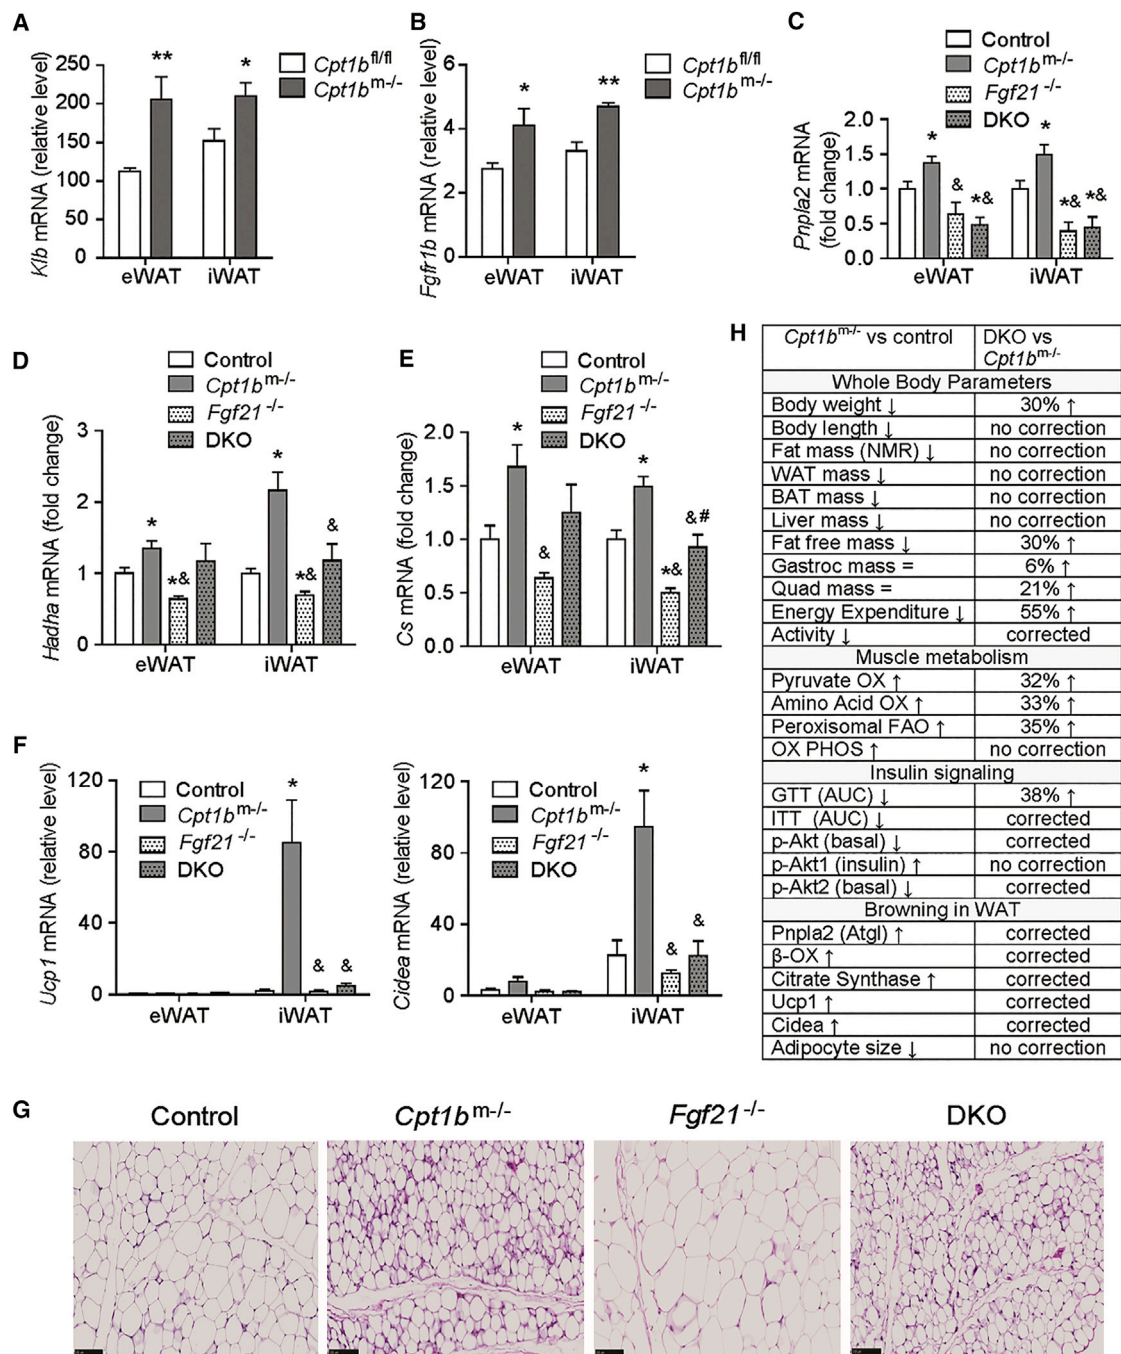 A
Klb mRNA (relative level)
250
200
150
100
50
0
** *
eWAT iWAT
Cpt1b fl/fl
Cpt1b m-/-
B
Fgfr1b mRNA (relative level)
6
4
2
0
* **
eWAT iWAT
Cpt1b fl/fl
Cpt1b m-/-
C
Control
Cpt1b m-/-
Fgf21 -/-
DKO
Pnpla2 mRNA
(fold change)
2.0
1.5
1.0
0.5
0.0
* & *& * *& *&
eWAT iWAT
D
Control
Cpt1b m-/-
Fgf21 -/-
DKO
Hadha mRNA (fold change)
3
2
1
0
* *& * *& &
eWAT iWAT
E
Control
Cpt1b m-/-
Fgf21 -/-
DKO
Cs mRNA (fold change)
2.0
1.5
1.0
0.5
0.0
* & * *& &#
eWAT iWAT
F
Ucp1 mRNA (relative level)
120
80
40
0
Control
Cpt1b m-/-
Fgf21 -/-
DKO
* & &
eWAT iWAT
Cidea mRNA (relative level)
120
80
40
0
Control
Cpt1b m-/-
Fgf21 -/-
DKO
* & &
eWAT iWAT
H
Cpt1b m-/- vs control DKO vs
Cpt1b m-/-
Whole Body Parameters
Body weight ↓ 30% ↑
Body length ↓ no correction
Fat mass (NMR) ↓ no correction
WAT mass ↓ no correction
BAT mass ↓ no correction
Liver mass ↓ no correction
Fat free mass ↓ 30% ↑
Gastroc mass = 6% ↑
Quad mass = 21% ↑
Energy Expenditure ↓ 55% ↑
Activity ↓ corrected
Muscle metabolism
Pyruvate OX ↑ 32% ↑
Amino Acid OX ↑ 33% ↑
Peroxisomal FAO ↑ 35% ↑
OX PHOS ↑ no correction
Insulin signaling
GTT (AUC) ↓ 38% ↑
ITT (AUC) ↓ corrected
p-Akt (basal) ↓ corrected
p-Akt1 (insulin) ↑ no correction
p-Akt2 (basal) ↓ corrected
Browning in WAT
Pnpla2 (Atgl) ↑ corrected
β-OX ↑ corrected
Citrate Synthase ↑ corrected
Ucp1 ↑ corrected
Cidea ↑ corrected
Adipocyte size ↓ no correction
G
Control Cpt1b m-/- Fgf21 -/- DKO